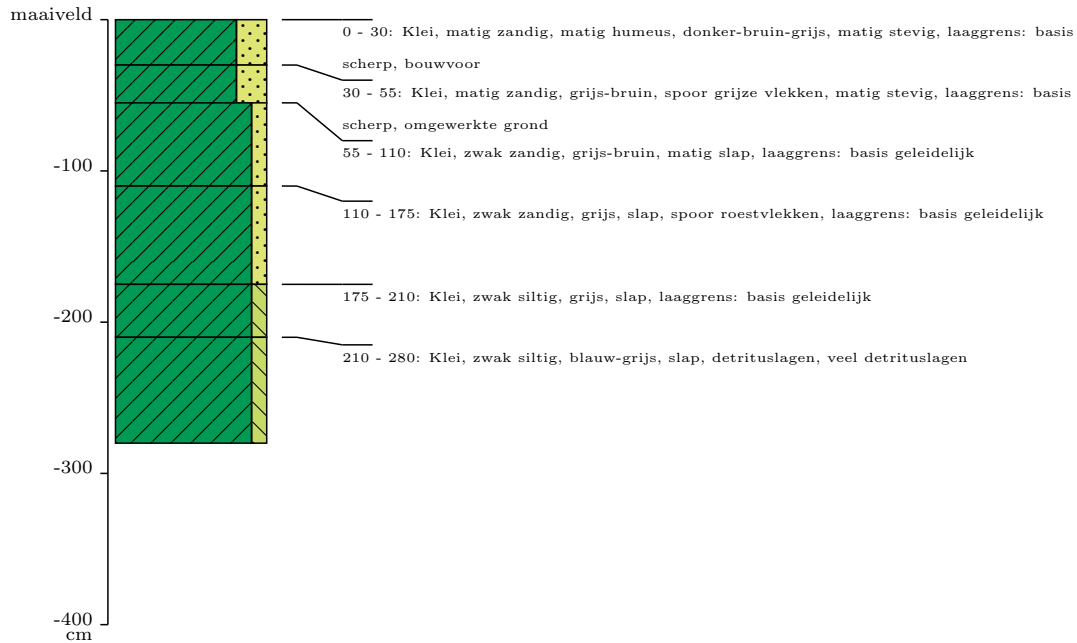 maaiveld
0 - 30: Klei, matig zandig, matig humeus, donker-bruin-grijs, matig stevig, laaggrens: basis
scherp, bouwvoor
30 - 55: Klei, matig zandig, grijs-bruin, spoor grijze vlekken, matig stevig, laaggrens: basis
scherp, omgewerkte grond
55 - 110: Klei, zwak zandig, grijs-bruin, matig slap, laaggrens: basis geleidelijk
-100
110 - 175: Klei, zwak zandig, grijs, slap, spoor roestvlekken, laaggrens: basis geleidelijk
175 - 210: Klei, zwak siltig, grijs, slap, laaggrens: basis geleidelijk
-200
210 - 280: Klei, zwak siltig, blauw-grijs, slap, detrituslagen, veel detrituslagen
-300
-400
cm